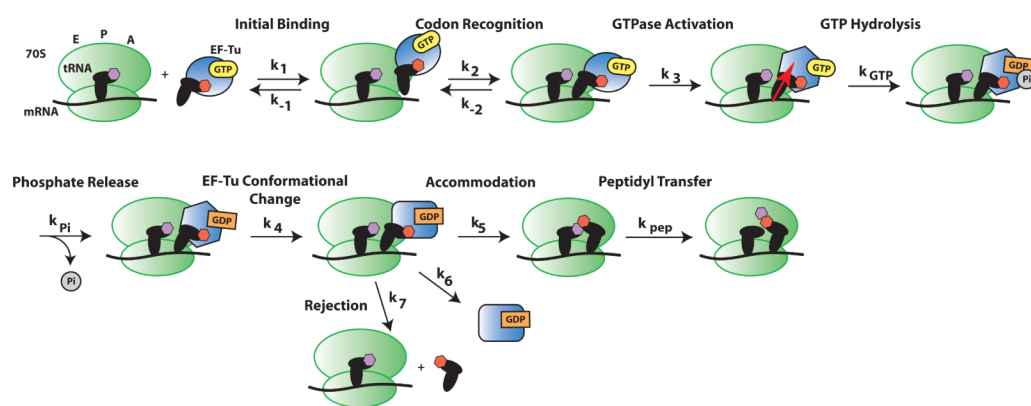 Initial Binding
Codon Recognition
GTPase Activation
GTP Hydrolysis
E P A
70S
EF-Tu
tRNA
+
GTP
mRNA
k1
k-1
GTP
k2
k-2
GTP
k3
GTP
kGTP
GDP
Pi
Phosphate Release
EF-Tu Conformational
Change
Accommodation
Peptidyl Transfer
kPi
Pi
GDP
k4
GDP
k5
kpep
k6
GDP
Rejection
k7
+